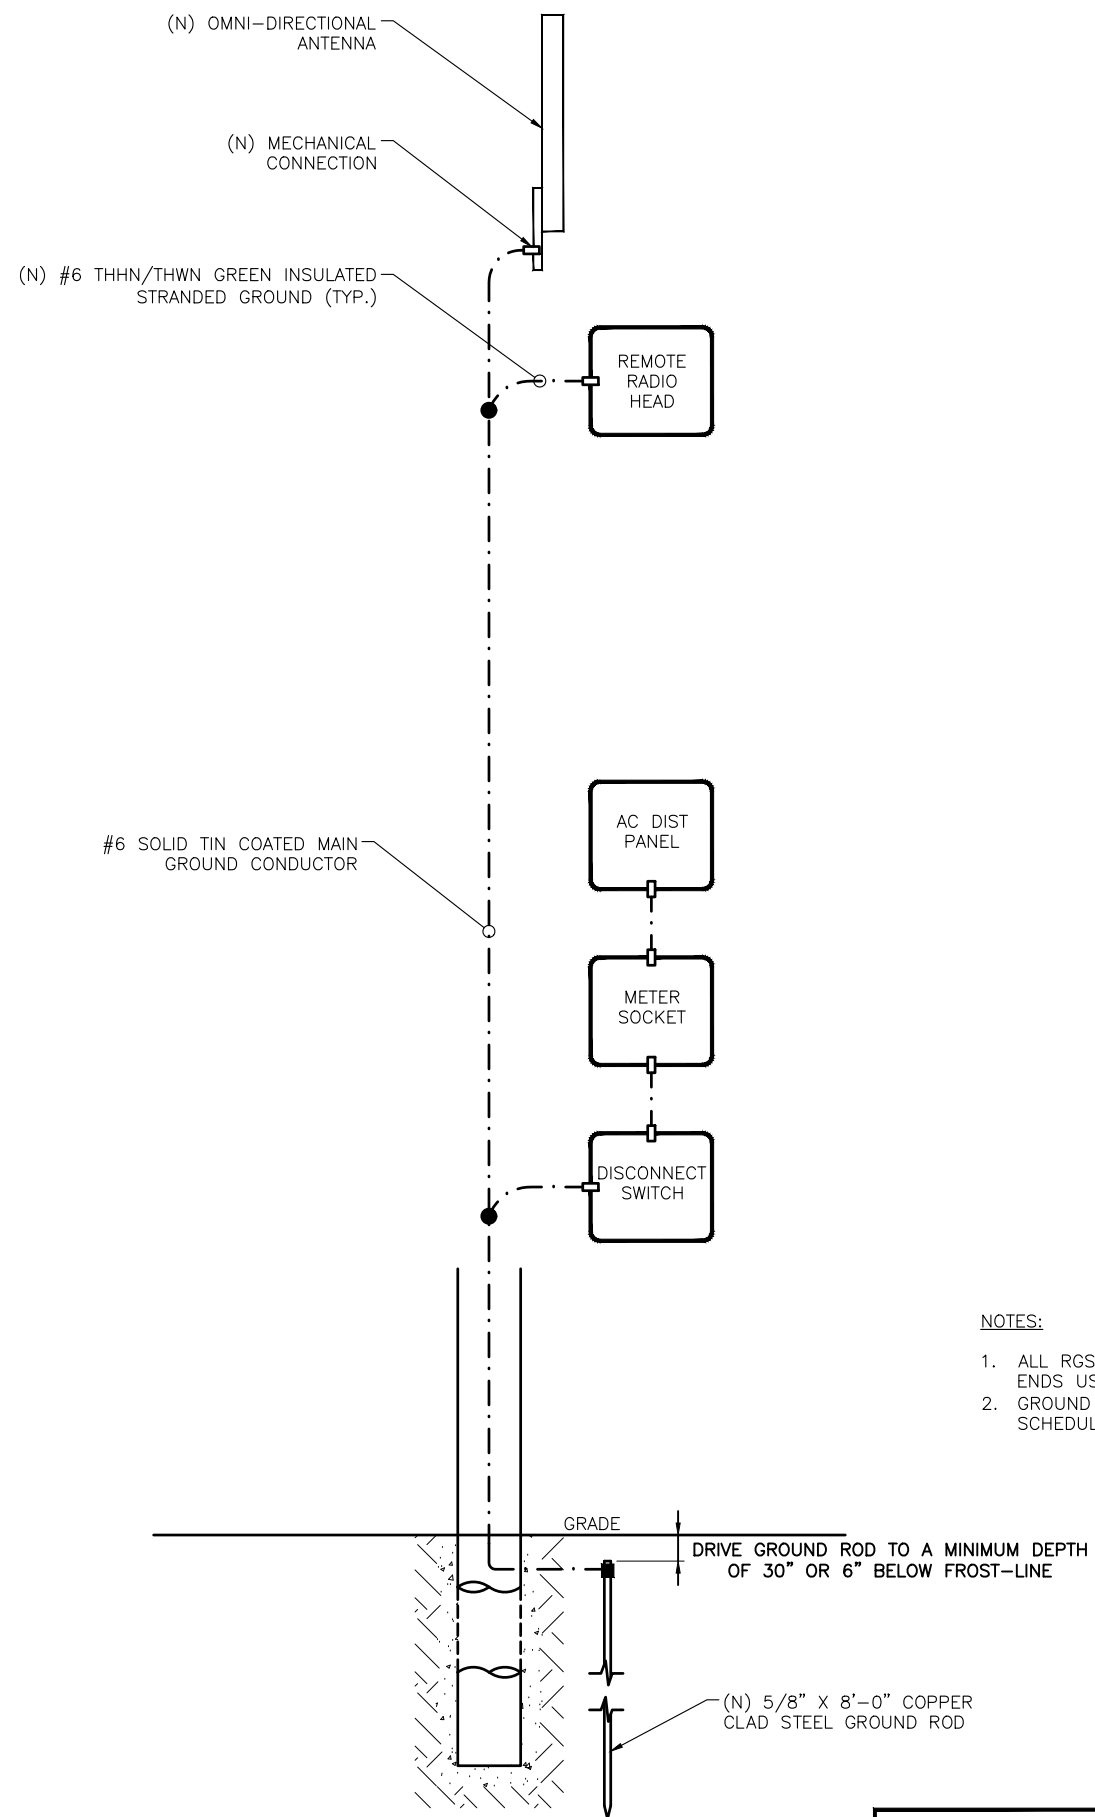 (N) OMNI-DIRECTIONAL
ANTENNA
(N) MECHANICAL
CONNECTION
(N) #6 THHN/THWN GREEN INSULATED
STRANDED GROUND (TYP.)
REMOTE
RADIO
HEAD
AC DIST
PANEL
#6 SOLID TIN COATED MAIN
GROUND CONDUCTOR
METER
SOCKET
DISCONNECT
SWITCH
NOTES:
1. ALL RGS
ENDS US
2. GROUND
SCHEDUL
GRADE
DRIVE GROUND ROD TO A MINIMUM DEPTH
OF 30" OR 6" BELOW FROST-LINE
(N) 5/8" X 8'-0" COPPER
CLAD STEEL GROUND ROD